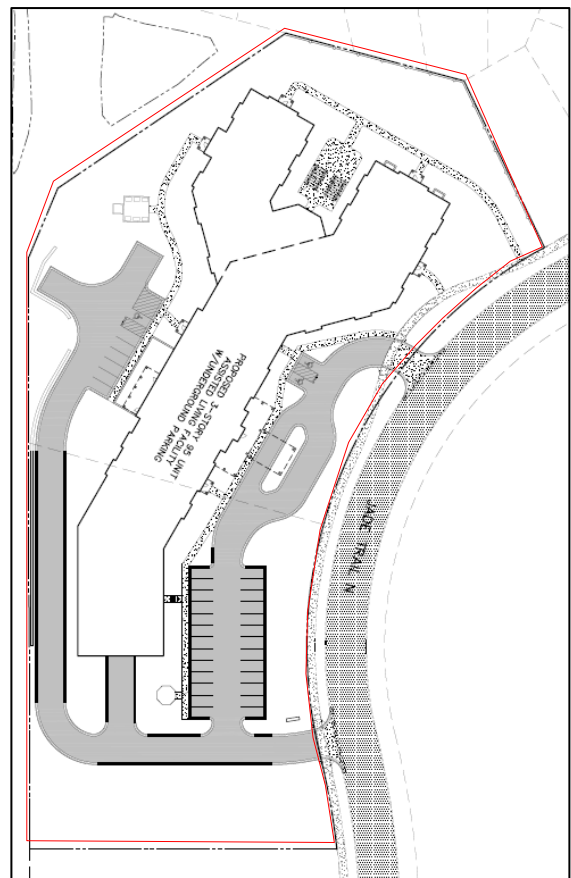 PROPOSED 3-STORY 95 UNIT
ASSISTED LIVING FACILITY
W/UNDERGROUND PARKING
JADE TRAIL N